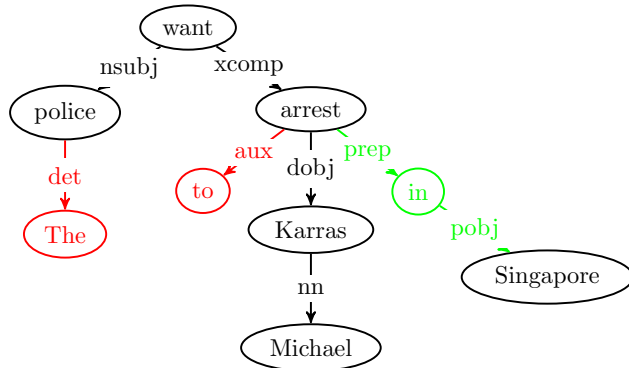 want
nsubj xcomp
police arrest
aux dobj prep
det
to in
The Karras pobj
Singapore
nn
Michael